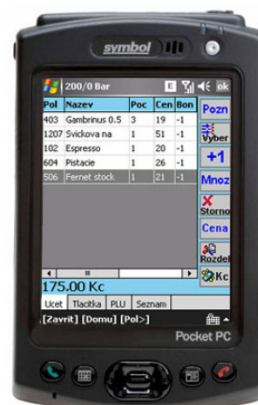 symbol
200/0 Bar E ok
Pol Nazev Poc Cen Bon
403 Gambrinus 0.5 3 19 -1
1207 Svickova na 1 51 -1
102 Espresso 1 20 -1
604 Pistacie 1 26 -1
506 Fernet stock 1 21 -1
Pozn
Vyber
+1
Mnoz
Storno
Cena
Rozdel
Kc
175.00 Kc
Ucet Tlacitka PLU Seznam
[Zavrit] [Domu] [Pol>]
Pocket PC